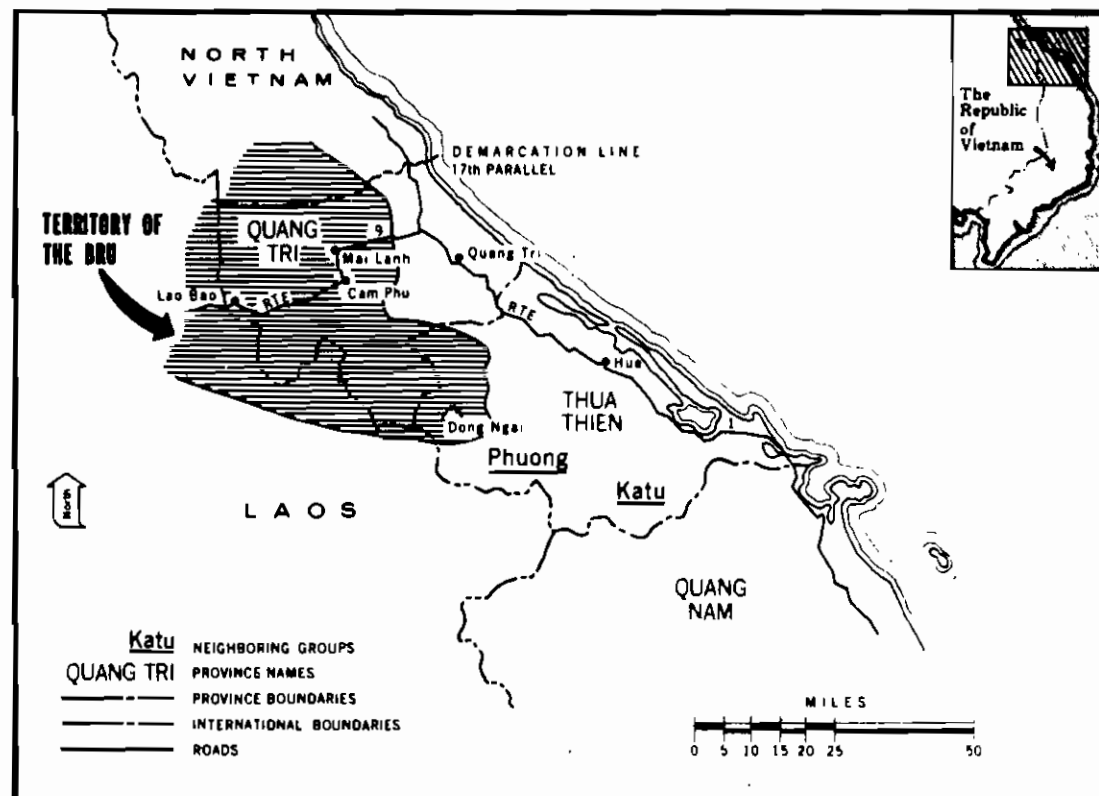 NORTH
VIETNAM
The
Republic
of
Vietnam
DEMARCATION LINE
17th PARALLEL
TERRITORY OF
THE BRU
QUANG
TRI
9
Mai Lanh
Quang Tri
Cam Phu
Lao Bao
RTE
RTE
Hue
THUA
THIEN
1
Dong Ngai
Phuong
Katu
North
LAOS
QUANG
NAM
Katu NEIGHBORING GROUPS
QUANG TRI PROVINCE NAMES
PROVINCE BOUNDARIES
INTERNATIONAL BOUNDARIES
ROADS
MILES
0 5 10 15 20 25 50